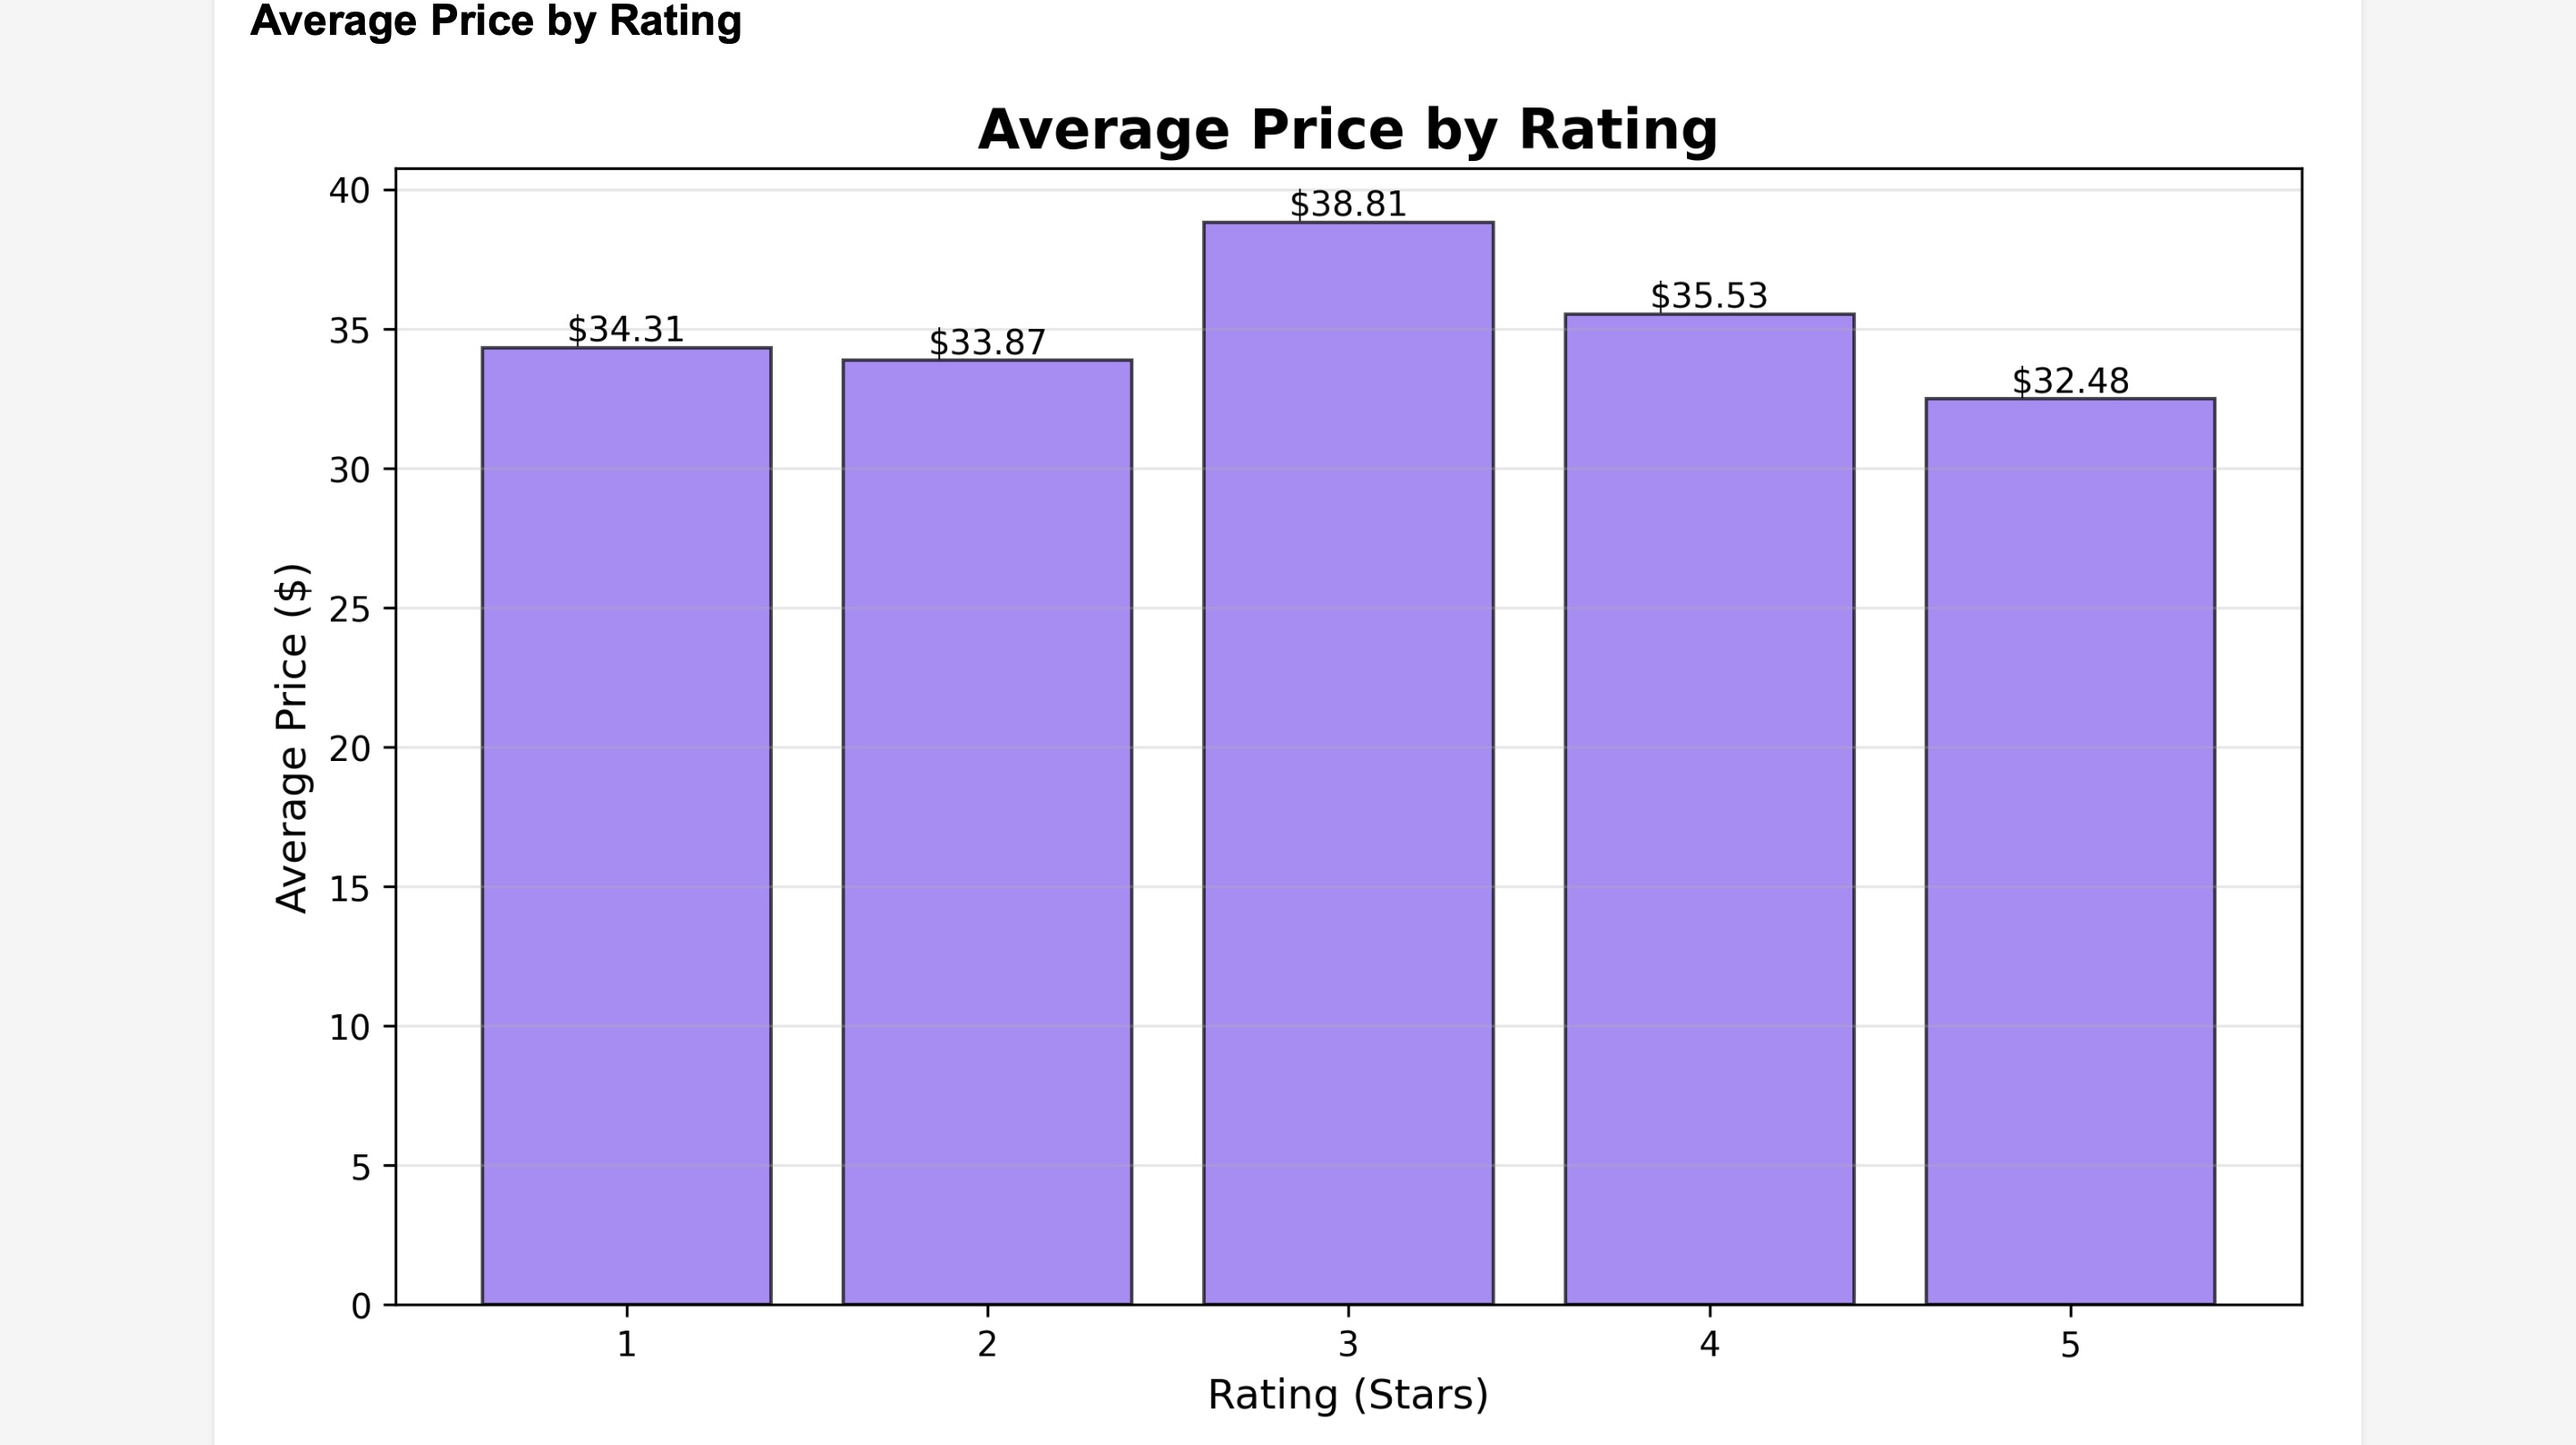 Average Price by Rating
Average Price by Rating
Average Price ($)
40
35
30
25
20
15
10
5
0
$34.31
$33.87
$38.81
$35.53
$32.48
1 2 3 4 5
Rating (Stars)